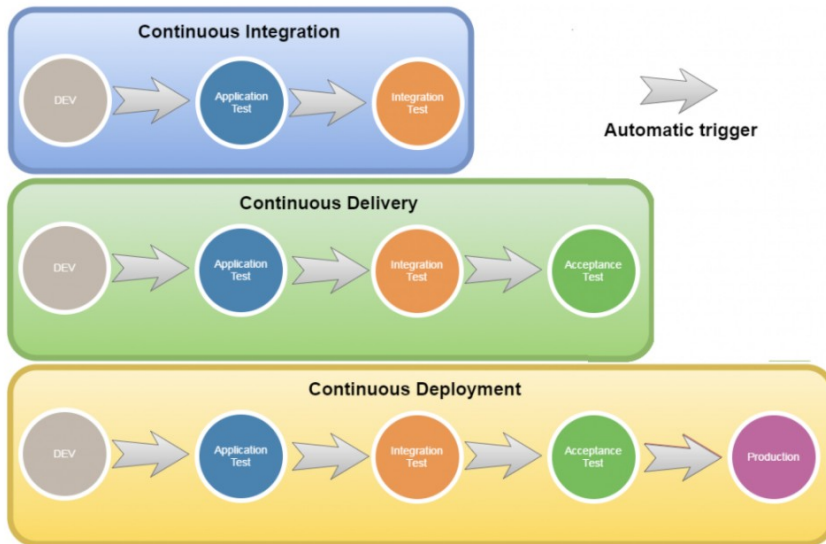 Continuous Integration
DEV
Application
Test
Integration
Test
Automatic trigger
Continuous Delivery
DEV
Application
Test
Integration
Test
Acceptance
Test
Continuous Deployment
DEV
Application
Test
Integration
Test
Acceptance
Test
Production